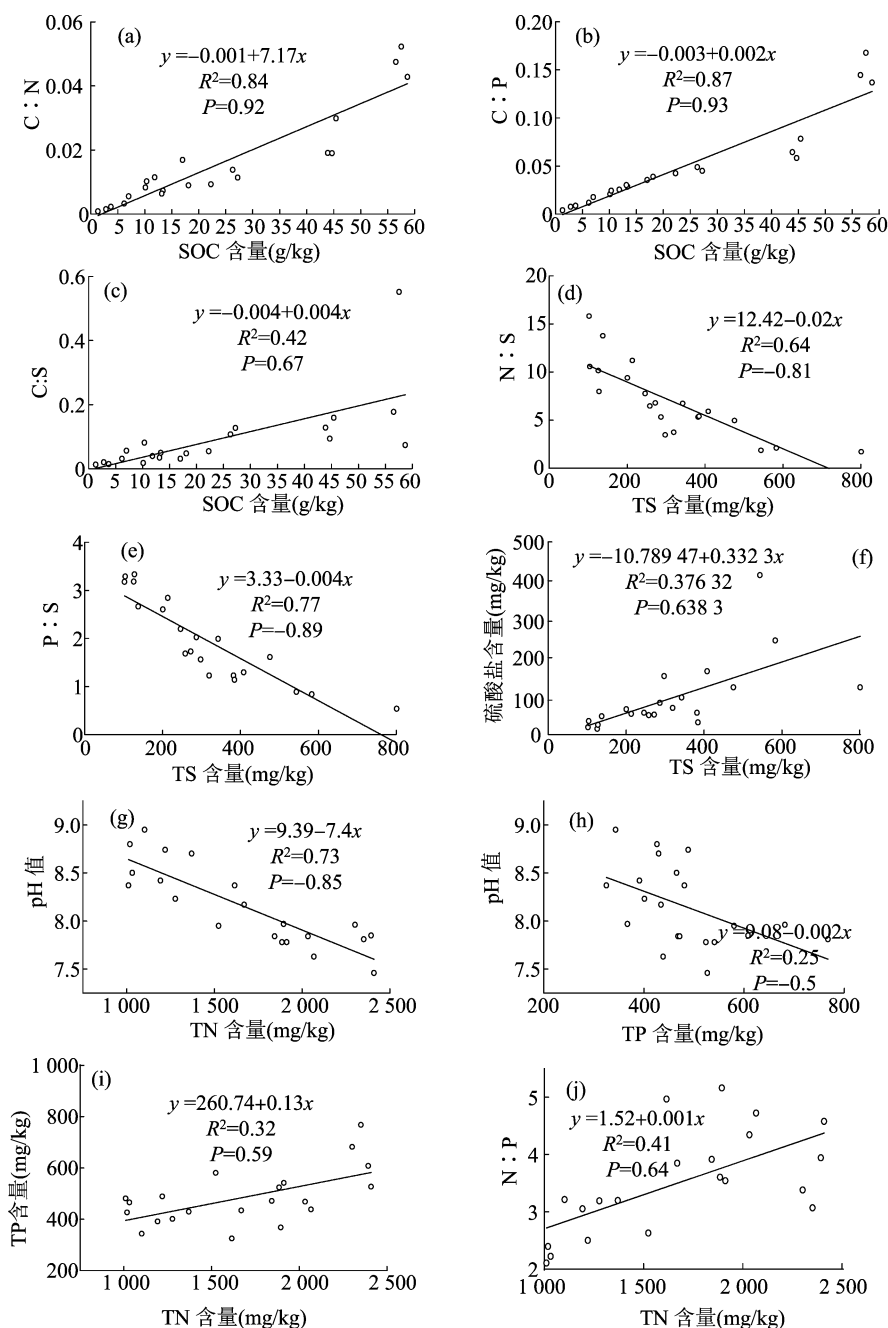 (a)
y=-0.001+7.17x
R²=0.84
P=0.92
C∶N
0.06
0.04
0.02
0
0 5 10 15 20 25 30 35 40 45 50 55 60
SOC 含量(g/kg)
(b)
y=-0.003+0.002x
R²=0.87
P=0.93
C∶P
0.20
0.15
0.10
0.05
0
0 5 10 15 20 25 30 35 40 45 50 55 60
SOC 含量(g/kg)
(c)
y=-0.004+0.004x
R²=0.42
P=0.67
C:S
0.6
0.4
0.2
0
0 5 10 15 20 25 30 35 40 45 50 55 60
SOC 含量(g/kg)
(d)
y=12.42-0.02x
R²=0.64
P=-0.81
N∶S
20
15
10
5
0
0 200 400 600 800
TS 含量(mg/kg)
(e)
y=3.33-0.004x
R²=0.77
P=-0.89
P∶S
4
3
2
1
0
0 200 400 600 800
TS 含量(mg/kg)
(f)
y=-10.789 47+0.332 3x
R²=0.376 32
P=0.638 3
硫酸盐含量(mg/kg)
500
400
300
200
100
0
0 200 400 600 800
TS 含量(mg/kg)
(g)
y=9.39-7.4x
R²=0.73
P=-0.85
pH 值
9.0
8.5
8.0
7.5
1 000 1 500 2 000 2 500
TN 含量(mg/kg)
(h)
y=9.08-0.002x
R²=0.25
P=-0.5
pH 值
9.0
8.5
8.0
7.5
200 400 600 800
TP 含量(mg/kg)
(i)
y=260.74+0.13x
R²=0.32
P=0.59
TP含量(mg/kg)
1 000
800
600
400
200
1 000 1 500 2 000 2 500
TN 含量(mg/kg)
(j)
y=1.52+0.001x
R²=0.41
P=0.64
N∶P
5
4
3
2
1 000 1 500 2 000 2 500
TN 含量(mg/kg)